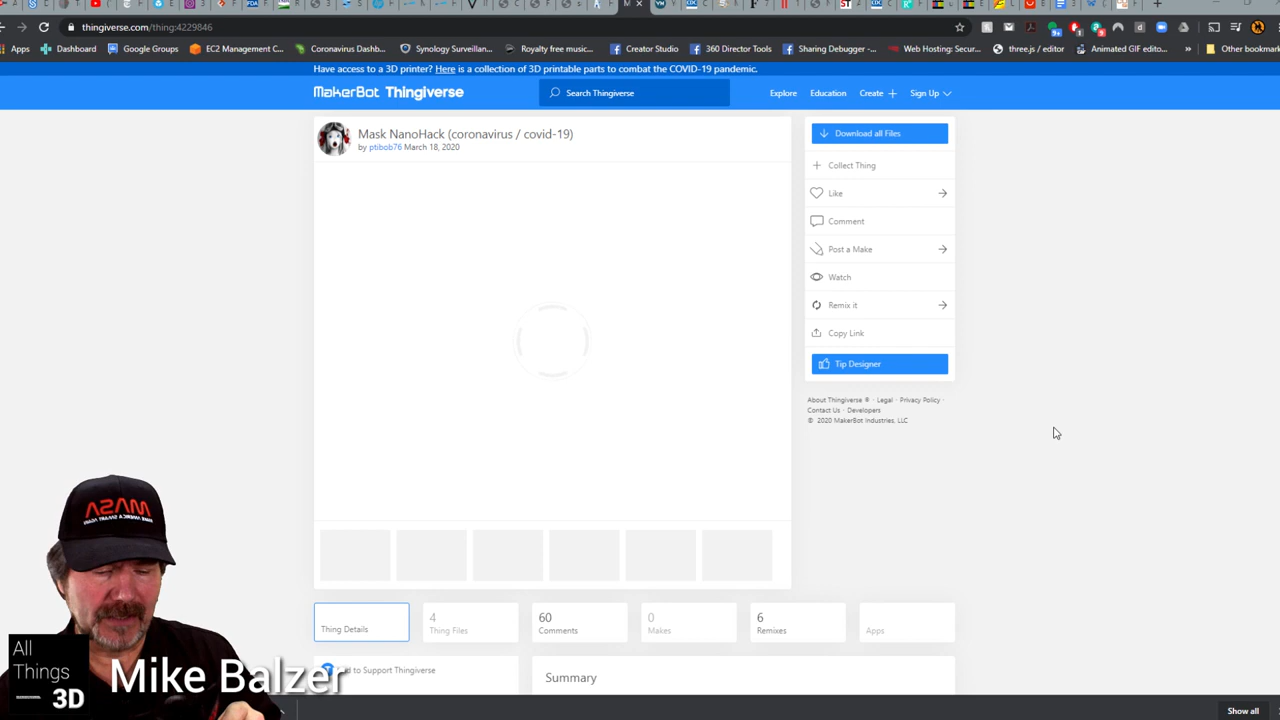 thingiverse.com/thing:4229846
Apps Dashboard Google Groups EC2 Management C... Coronavirus Dashb... Synology Surveillan... Royalty free music... Creator Studio 360 Director Tools Sharing Debugger -... Web Hosting: Secur... three.js / editor Animated GIF edito... » Other bookmar
Have access to a 3D printer? Here is a collection of 3D printable parts to combat the COVID-19 pandemic.
MakerBot Thingiverse
Search Thingiverse
Explore Education Create + Sign Up
Mask NanoHack (coronavirus / covid-19)
by ptibob76 March 18, 2020
Download all Files
Collect Thing
Like
Comment
Post a Make
Watch
Remix it
Copy Link
Tip Designer
About Thingiverse ® · Legal · Privacy Policy ·
Contact Us · Developers
© 2020 MakerBot Industries, LLC
Thing Details
4
Thing Files
60
Comments
0
Makes
6
Remixes
Apps
d to Support Thingiverse
Summary
Show all
All
Things
3D
Mike Balzer